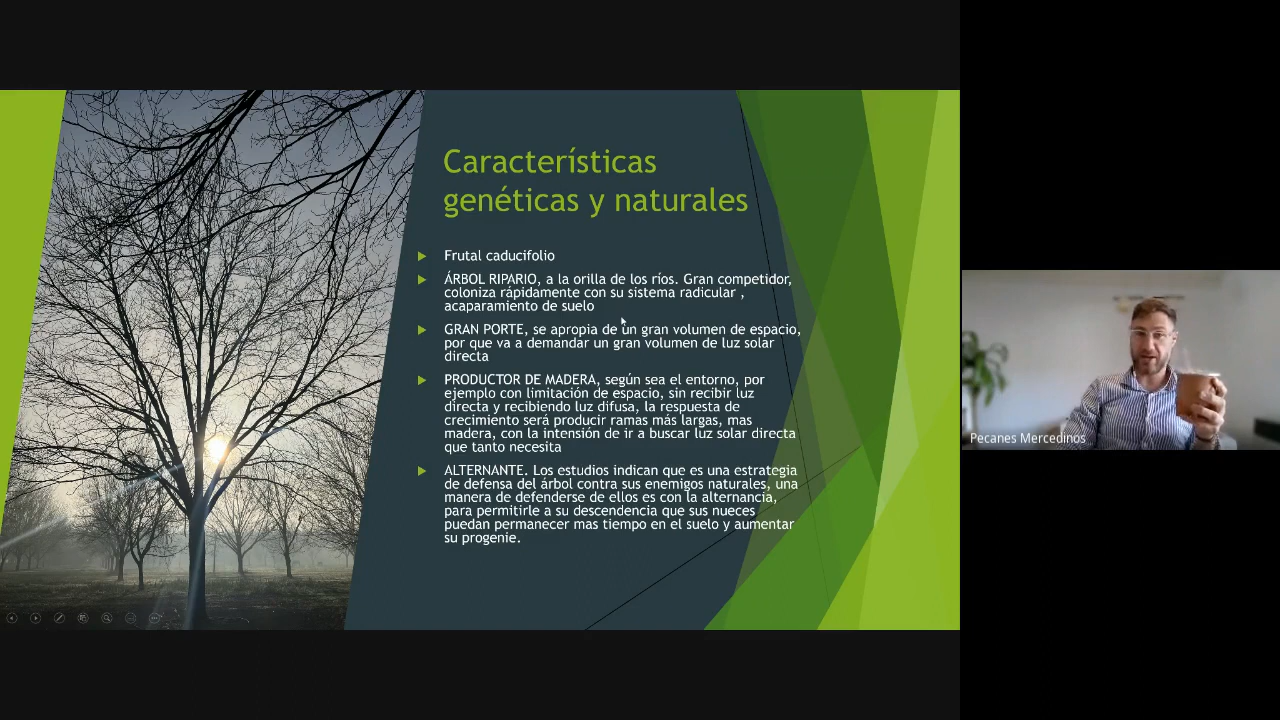 Características
genéticas y naturales
Frutal caducifolio
ÁRBOL RIPARIO, a la orilla de los ríos. Gran competidor,
coloniza rápidamente con su sistema radicular ,
acaparamiento de suelo
GRAN PORTE, se apropia de un gran volumen de espacio,
por que va a demandar un gran volumen de luz solar
directa
PRODUCTOR DE MADERA, según sea el entorno, por
ejemplo con limitación de espacio, sin recibir luz
directa y recibiendo luz difusa, la respuesta de
crecimiento será producir ramas más largas, mas
madera, con la intensión de ir a buscar luz solar directa
que tanto necesita
ALTERNANTE. Los estudios indican que es una estrategia
de defensa del árbol contra sus enemigos naturales, una
manera de defenderse de ellos es con la alternancia,
para permitirle a su descendencia que sus nueces
puedan permanecer mas tiempo en el suelo y aumentar
su progenie.
Pecanes Mercedinos